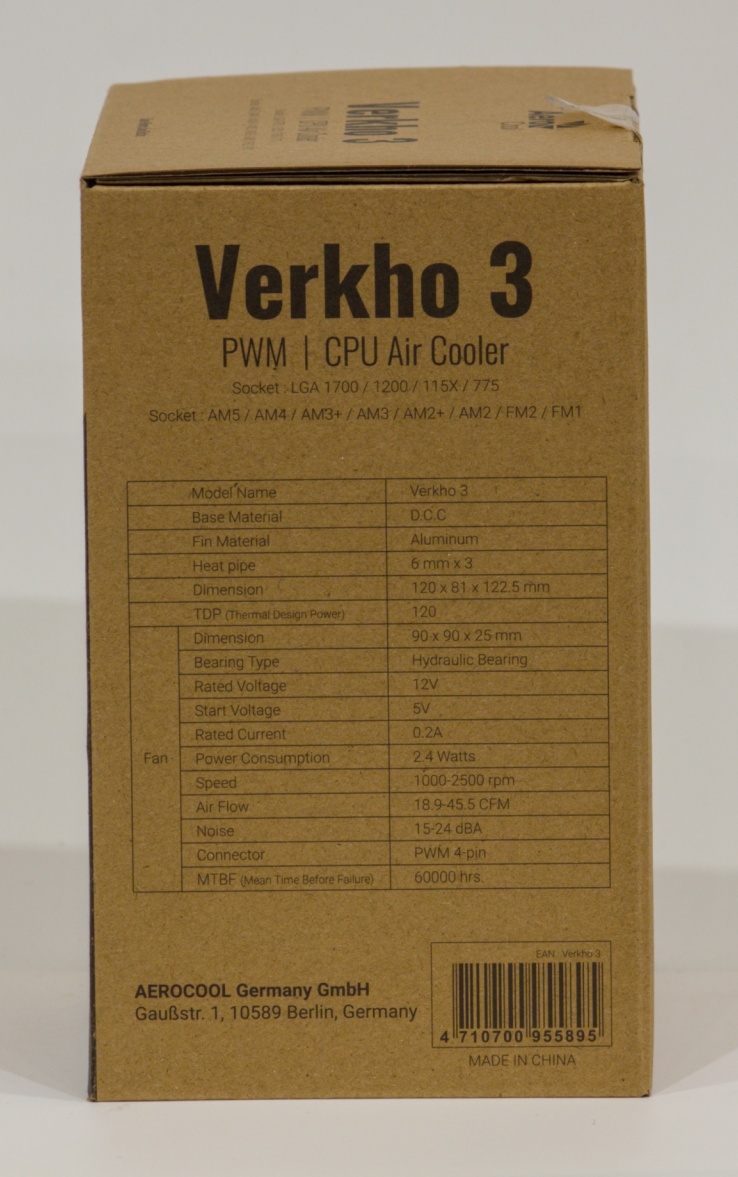 Verkho 3
Verkho 3
PWM | CPU Air Cooler
Socket : LGA 1700 / 1200 / 115X / 775
Socket : AM5 / AM4 / AM3+ / AM3 / AM2+ / AM2 / FM2 / FM1
Model Name Verkho 3
Base Material D.C.C
Fin Material Aluminum
Heat pipe 6 mm x 3
Dimension 120 x 81 x 122.5 mm
TDP (Thermal Design Power) 120
Fan
Dimension 90 x 90 x 25 mm
Bearing Type Hydraulic Bearing
Rated Voltage 12V
Start Voltage 5V
Rated Current 0.2A
Power Consumption 2.4 Watts
Speed 1000-2500 rpm
Air Flow 18.9-45.5 CFM
Noise 15-24 dBA
Connector PWM 4-pin
MTBF (Mean Time Before Failure) 60000 hrs.
EAN: Verkho 3
AEROCOOL Germany GmbH
Gaußstr. 1, 10589 Berlin, Germany
4 710700 955895
MADE IN CHINA